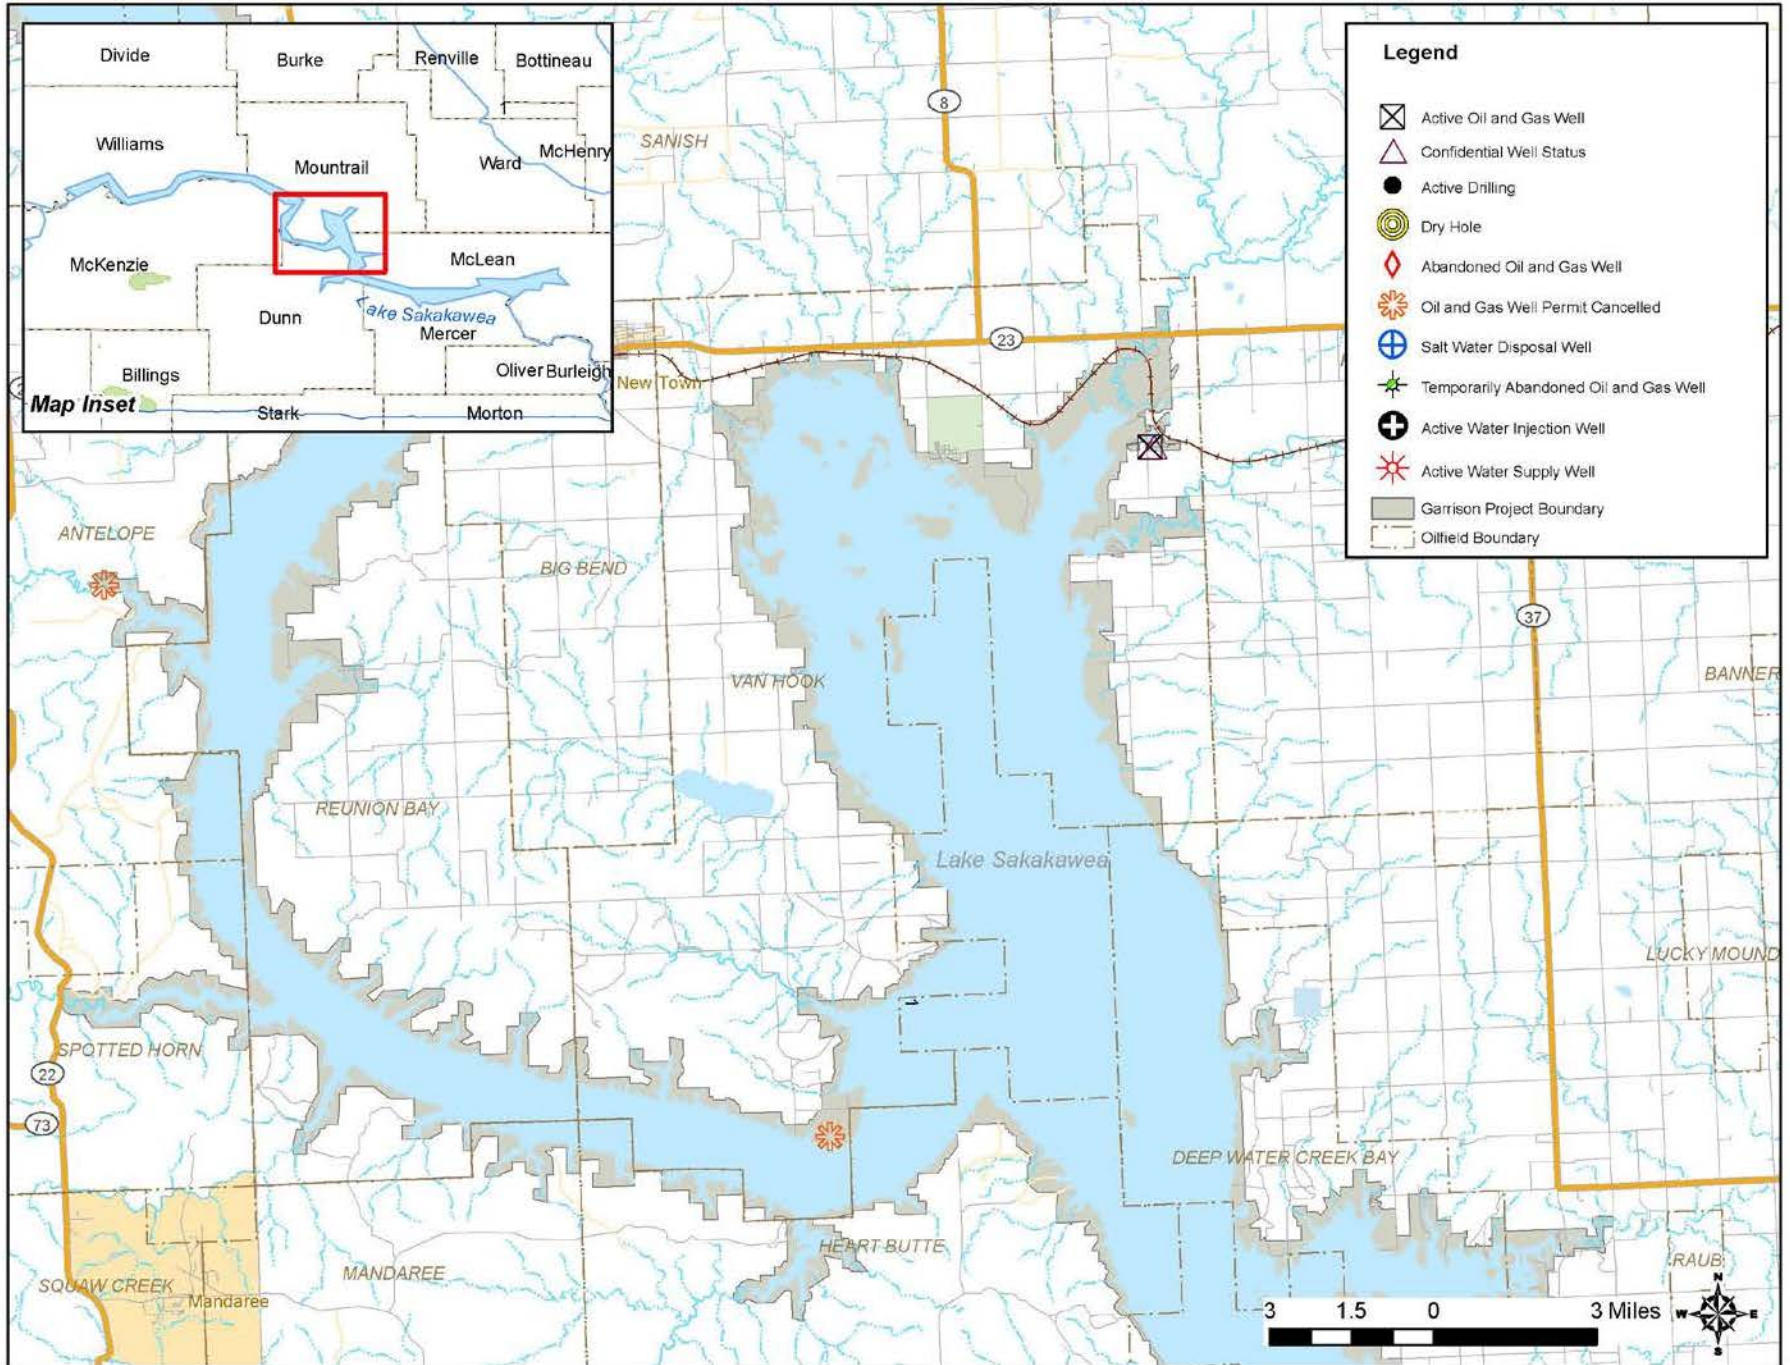 Divide
Burke
Renville
Bottineau
Williams
Mountrail
Ward
McHenry
McKenzie
McLean
Dunn
Lake Sakakawea
Mercer
Oliver
Burleigh
Billings
Stark
Morton
Map Inset
Legend
Active Oil and Gas Well
Confidential Well Status
Active Drilling
Dry Hole
Abandoned Oil and Gas Well
Oil and Gas Well Permit Cancelled
Salt Water Disposal Well
Temporarily Abandoned Oil and Gas Well
Active Water Injection Well
Active Water Supply Well
Garrison Project Boundary
Oilfield Boundary
8
SANISH
23
New Town
ANTELOPE
BIG BEND
37
VAN HOOK
BANNER
REUNION BAY
Lake Sakakawea
LUCKY MOUND
1
SPOTTED HORN
22
73
DEEP WATER CREEK BAY
HEART BUTTE
RAUB
MANDAREE
SQUAW CREEK
Mandaree
3 1.5 0 3 Miles
N
W E
S